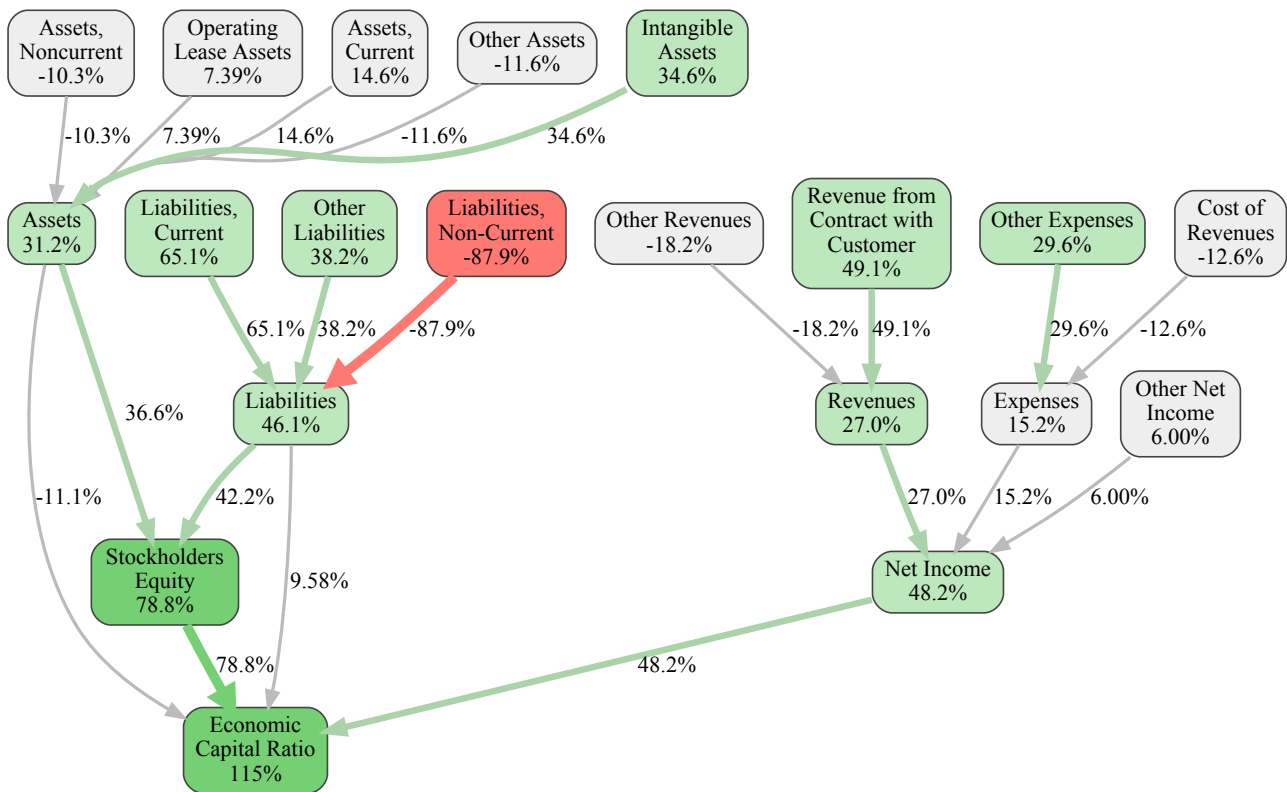 Assets,
Noncurrent
-10.3%
Operating
Lease Assets
7.39%
Assets,
Current
14.6%
Other Assets
-11.6%
Intangible
Assets
34.6%
-10.3%
7.39%
14.6%
-11.6%
34.6%
Assets
31.2%
Liabilities,
Current
65.1%
Other
Liabilities
38.2%
Liabilities,
Non-Current
-87.9%
Other Revenues
-18.2%
Revenue from
Contract with
Customer
49.1%
Other Expenses
29.6%
Cost of
Revenues
-12.6%
65.1%
38.2%
-87.9%
-18.2%
49.1%
29.6%
-12.6%
36.6%
Liabilities
46.1%
Revenues
27.0%
Expenses
15.2%
Other Net
Income
6.00%
-11.1%
42.2%
27.0%
15.2%
6.00%
Stockholders
Equity
78.8%
9.58%
Net Income
48.2%
78.8%
48.2%
Economic
Capital Ratio
115%